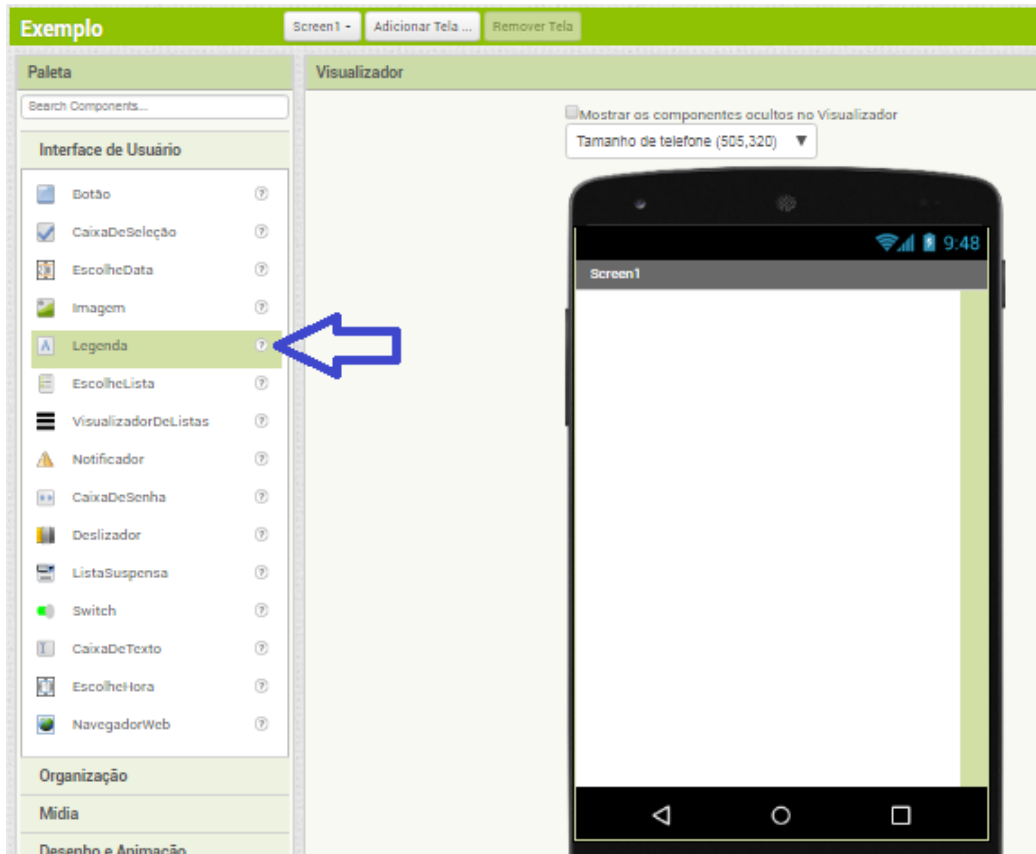 Exemplo
Screen1
Adicionar Tela ...
Remover Tela
Paleta
Visualizador
Search Components...
Mostrar os componentes ocultos no Visualizador
Tamanho de telefone (505,320)
Interface de Usuário
Botão
CaixaDeSeleção
EscolheData
Imagem
Legenda
EscolheLista
VisualizadorDeListas
Notificador
CaixaDeSenha
Deslizador
ListaSuspensa
Switch
CaixaDeTexto
EscolheHora
NavegadorWeb
Organização
Mídia
Desenho e Animação
9:48
Screen1